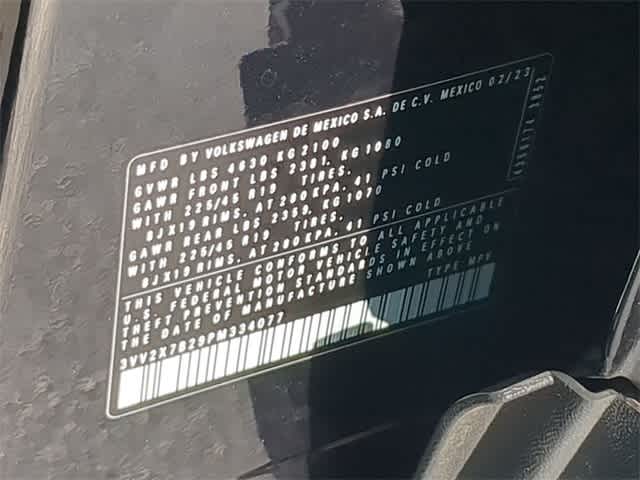 MFD BY VOLKSWAGEN DE MEXICO S.A. DE C.V. MEXICO 02/23
GVWR LBS 4630 KG 2100
GAWR FRONT LBS 2381, KG 1080
WITH 225/45 R19 TIRES,
8JX19 RIMS, AT 280 KPA, 41 PSI COLD
GAWR REAR LBS 2359, KG 1070
WITH 225/45 R19 TIRES,
8JX19 RIMS, AT 280 KPA, 41 PSI COLD
THIS VEHICLE CONFORMS TO ALL APPLICABLE
U.S. FEDERAL MOTOR VEHICLE SAFETY AND
THEFT PREVENTION STANDARDS IN EFFECT ON
THE DATE OF MANUFACTURE SHOWN ABOVE
3VV2X7B29PM334077 TYPE:MPV